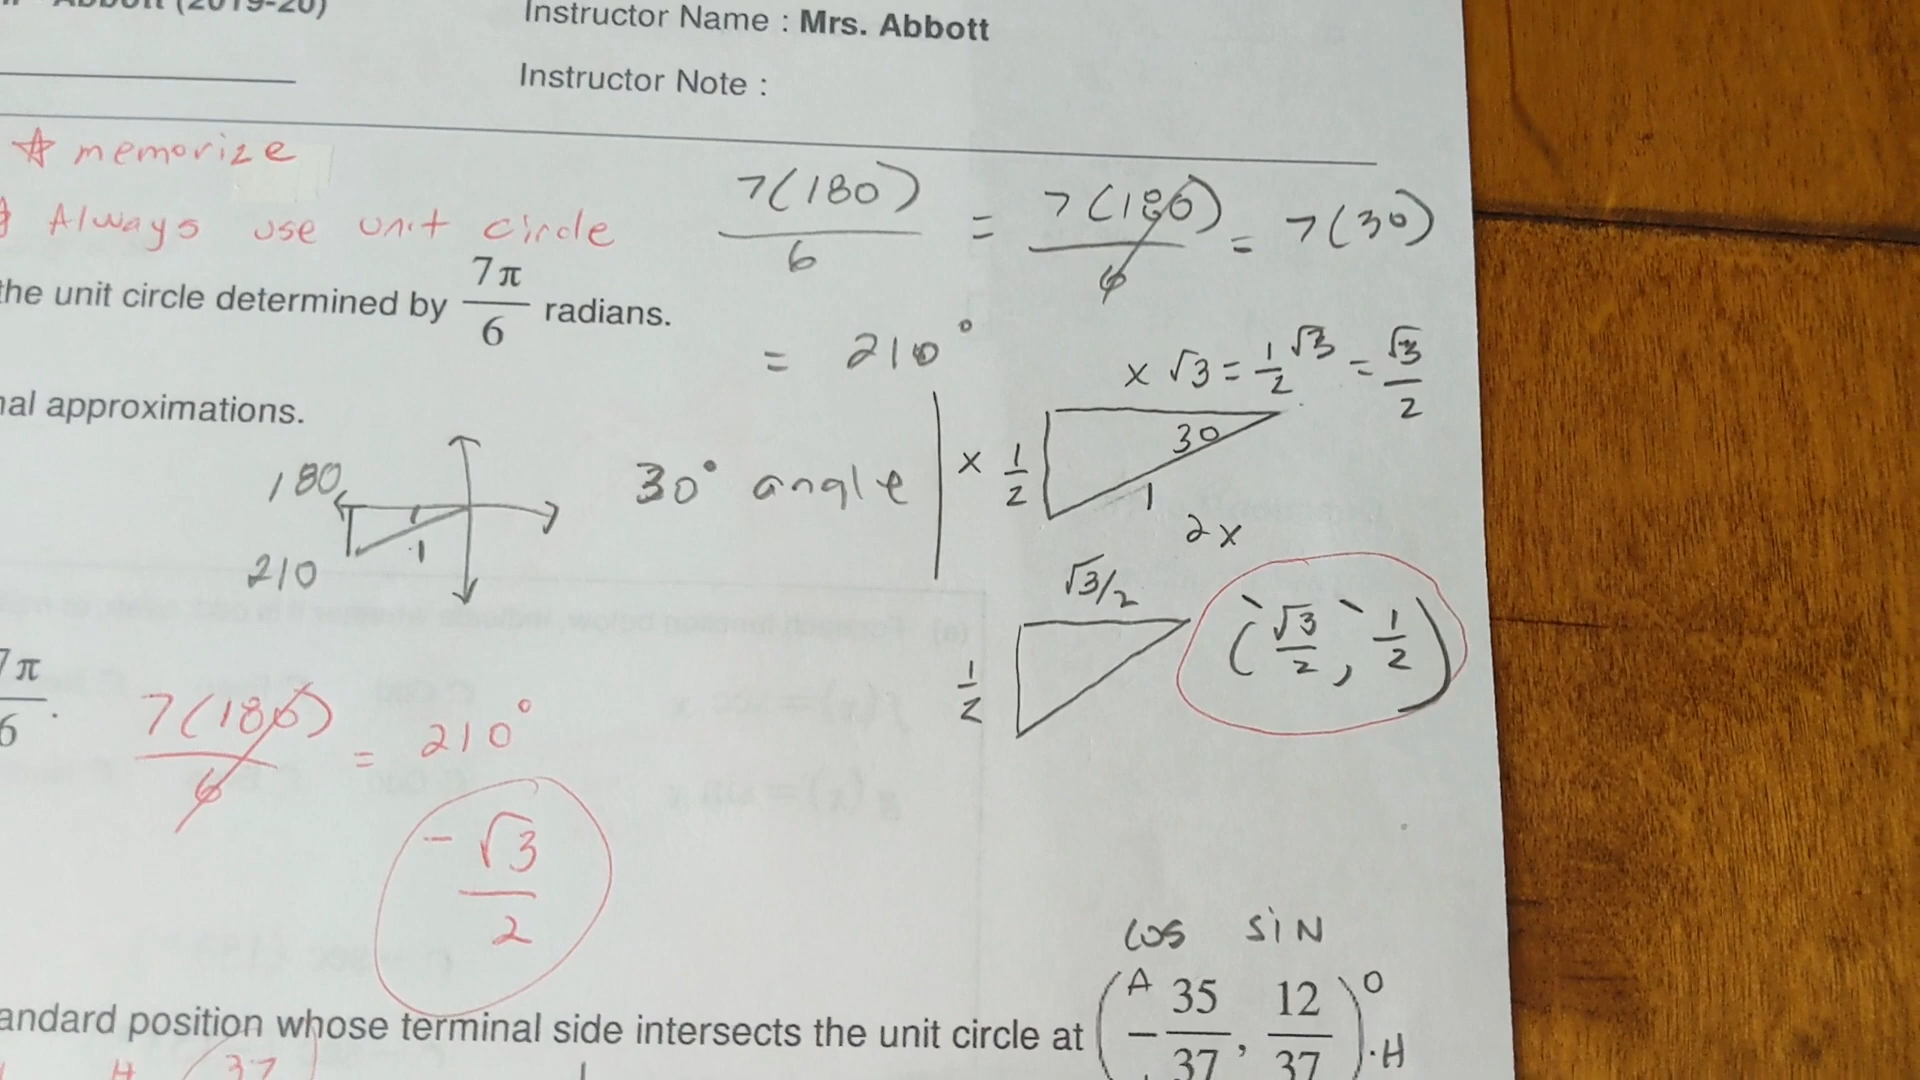 Abbott (2019-20)
Instructor Name : Mrs. Abbott
Instructor Note :
☆ memorize
Always use unit circle
7(180)/6 = 7(180)/6 = 7(30)
= 210°
the unit circle determined by 7π/6 radians.
approximations.
180
210
1
30° angle
x √3 = 1/2 √3 = √3/2
x 1/2
30
1
2x
√3/2
1/2
(-√3/2, -1/2)
7π/6.
7(180)/6 = 210°
-√3/2
cos sin
andard position whose terminal side intersects the unit circle at (-35/37, 12/37)
A
O
H
H
37